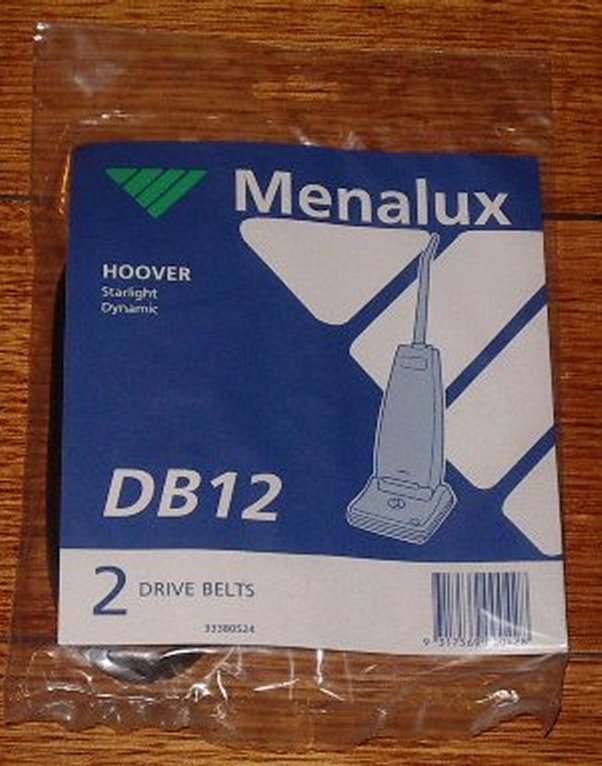 Menalux
HOOVER
Starlight
Dynamic
DB12
2 DRIVE BELTS
33380524